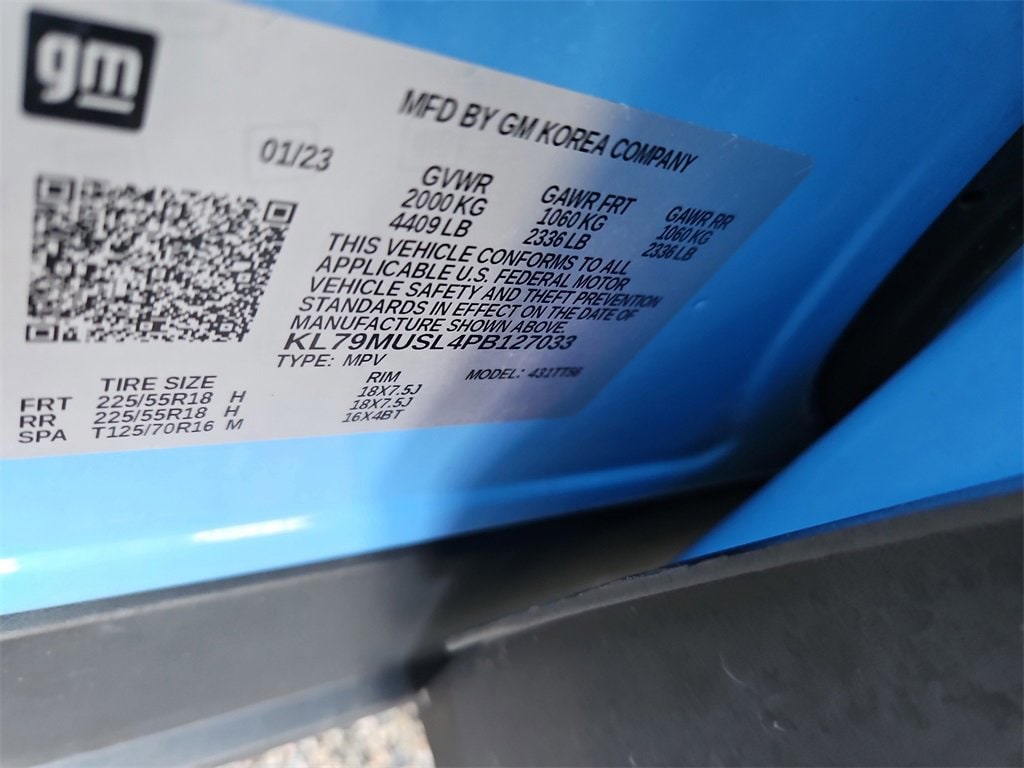 gm
MFD BY GM KOREA COMPANY
01/23
GVWR GAWR FRT GAWR RR
2000 KG 1060 KG 1060 KG
4409 LB 2336 LB 2336 LB
THIS VEHICLE CONFORMS TO ALL
APPLICABLE U.S. FEDERAL MOTOR
VEHICLE SAFETY AND THEFT PREVENTION
STANDARDS IN EFFECT ON THE DATE OF
MANUFACTURE SHOWN ABOVE.
KL79MUSL4PB127033
TYPE: MPV MODEL: 431TT56
TIRE SIZE RIM
FRT 225/55R18 H 18X7.5J
RR 225/55R18 H 18X7.5J
SPA T125/70R16 M 16X4BT